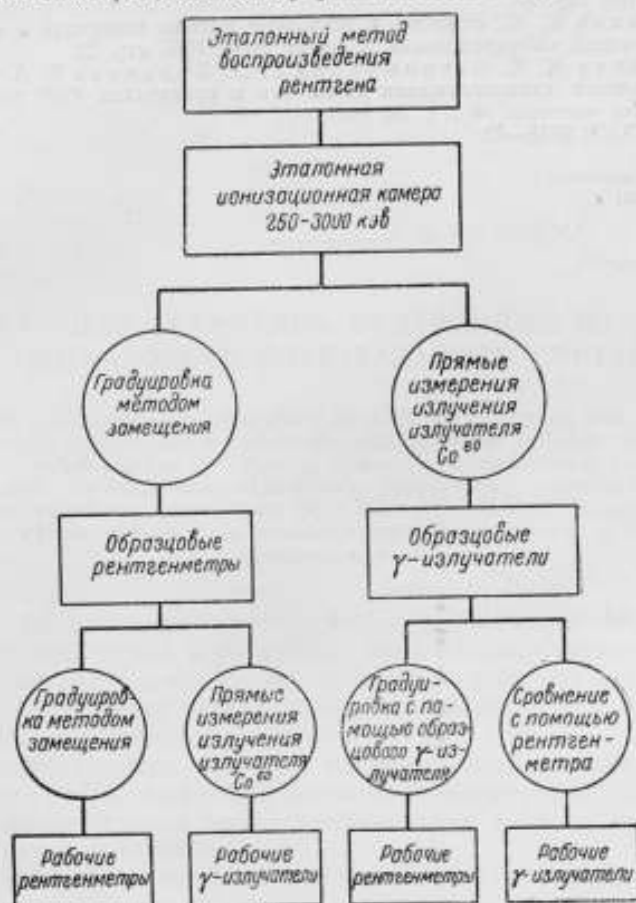 Эталонный метод
воспроизведения
рентгена
Эталонная
ионизационная камера
250-3000 кэв
Градуировка
методом
замещения
Прямые
измерения
излучения
излучателя
Co⁶⁰
Образцовые
рентгенметры
Образцовые
γ-излучатели
Градуиров-
ка методом
замещения
Прямые
измерения
излучения
излучателя
Co⁶⁰
Градуи-
ровка с по-
мощью образ-
цового γ-из-
лучателя
Сравнение
с помощью
рентген-
метра
Рабочие
рентгенметры
Рабочие
γ-излучатели
Рабочие
рентгенметры
Рабочие
γ-излучатели